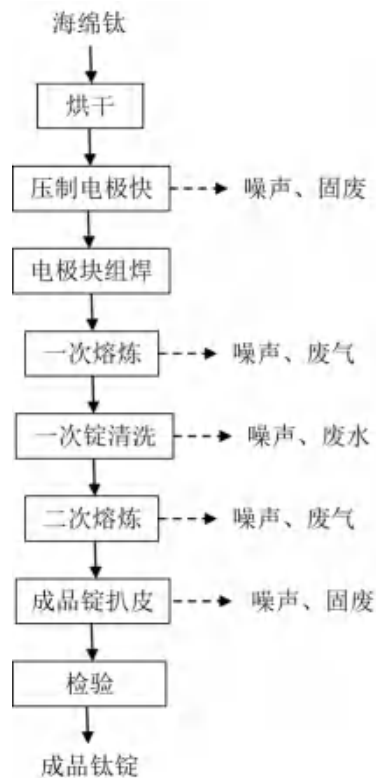 海绵钛
烘干
压制电极快
噪声、固废
电极块组焊
一次熔炼
噪声、废气
一次锭清洗
噪声、废水
二次熔炼
噪声、废气
成品锭扒皮
噪声、固废
检验
成品钛锭